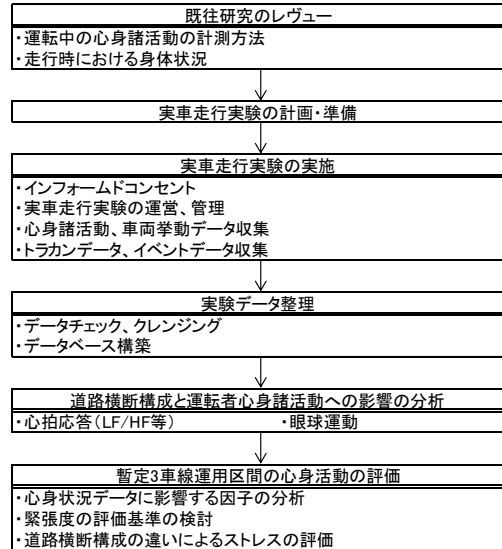 既往研究のレヴュー
・運転中の心身諸活動の計測方法
・走行時における身体状況
実車走行実験の計画・準備
実車走行実験の実施
・インフォームドコンセント
・実車走行実験の運営、管理
・心身諸活動、車両挙動データ収集
・トラカンデータ、イベントデータ収集
実験データ整理
・データチェック、クレンジング
・データベース構築
道路横断構成と運転者心身諸活動への影響の分析
・心拍応答(LF/HF等) ・眼球運動
暫定3車線運用区間の心身活動の評価
・心身状況データに影響する因子の分析
・緊張度の評価基準の検討
・道路横断構成の違いによるストレスの評価